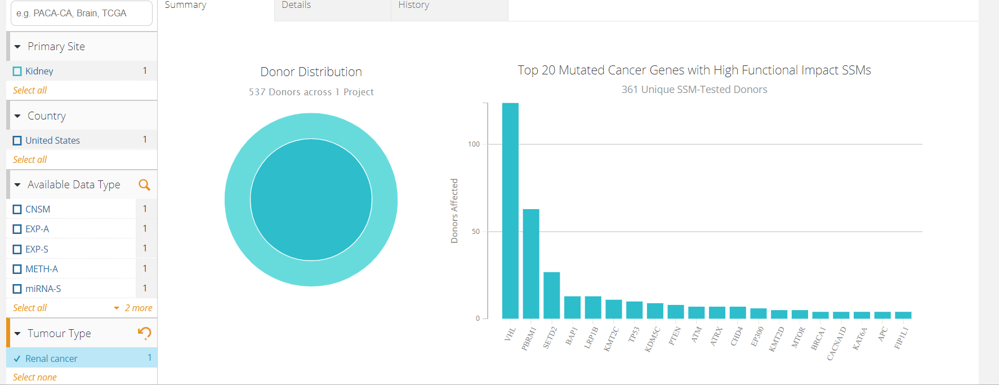 e.g. PACA-CA, Brain, TCGA
Primary Site
Kidney 1
Select all
Country
United States 1
Select all
Available Data Type
CNSM 1
EXP-A 1
EXP-S 1
METH-A 1
miRNA-S 1
Select all 2 more
Tumour Type
Renal cancer 1
Select none
Summary Details History
Donor Distribution
537 Donors across 1 Project
Top 20 Mutated Cancer Genes with High Functional Impact SSMs
361 Unique SSM-Tested Donors
Donors Affected
100
50
0
VHL
PBRM1
SETD2
BAP1
LRP1B
KMT2C
TP53
KDM5C
PTEN
ATM
ATRX
CHD4
EP300
KMT2D
MTOR
BRCA1
CACNA1D
KAT6A
APC
FIP1L1